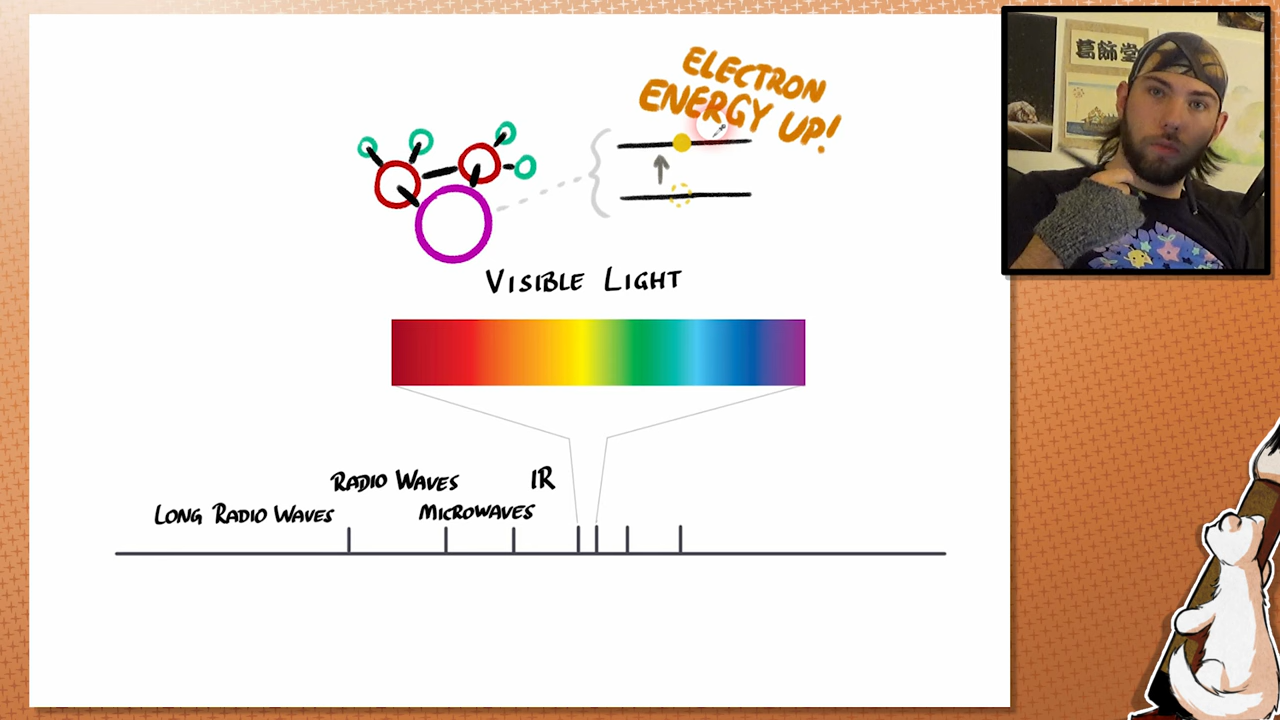 ELECTRON
ENERGY UP!
葛飾堂
VISIBLE LIGHT
RADIO WAVES IR
LONG RADIO WAVES MICROWAVES